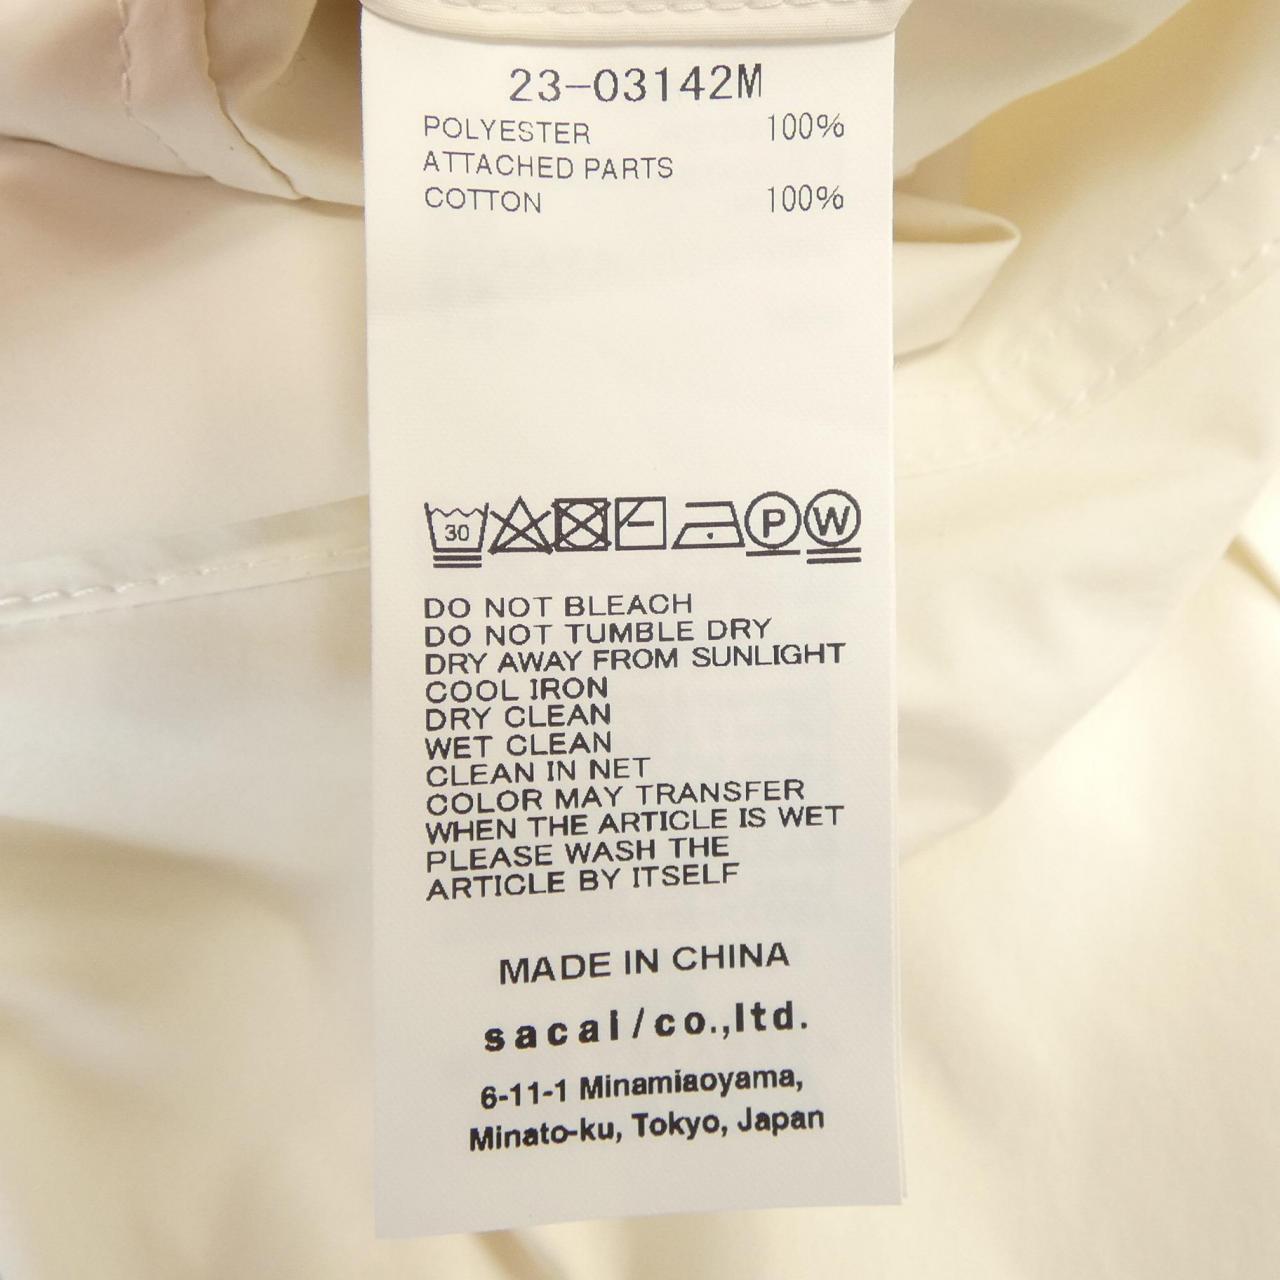 23-03142M
POLYESTER 100%
ATTACHED PARTS
COTTON 100%
30 P W
DO NOT BLEACH
DO NOT TUMBLE DRY
DRY AWAY FROM SUNLIGHT
COOL IRON
DRY CLEAN
WET CLEAN
CLEAN IN NET
COLOR MAY TRANSFER
WHEN THE ARTICLE IS WET
PLEASE WASH THE
ARTICLE BY ITSELF
MADE IN CHINA
sacai/co.,ltd.
6-11-1 Minamiaoyama,
Minato-ku, Tokyo, Japan